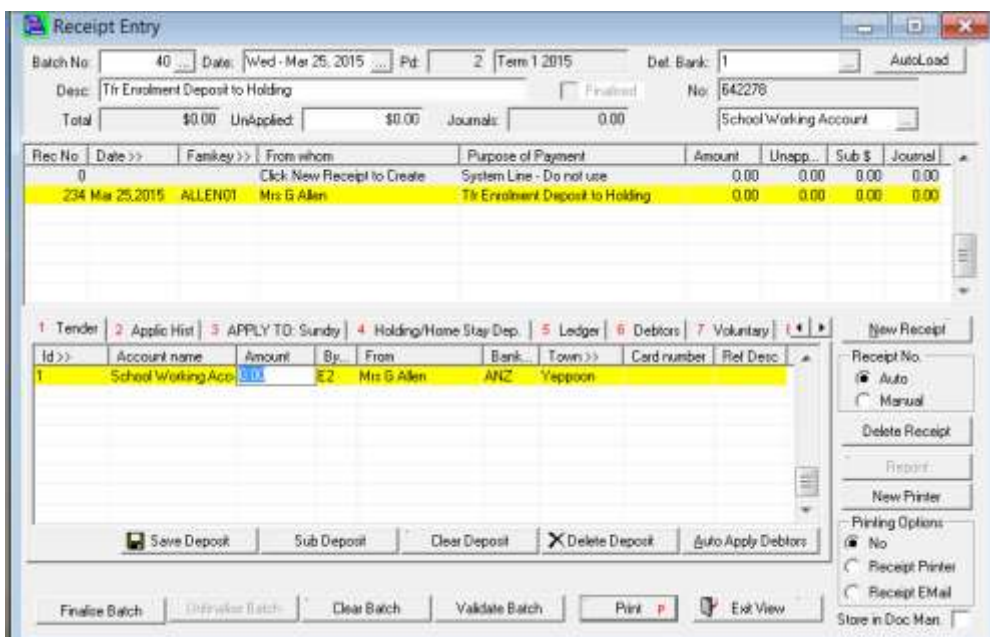 Receipt Entry
Batch No: 40 ... Date: Wed - Mar 25, 2015 ... Pd: 2 Term 1 2015 Def. Bank: 1 ... AutoLoad
Desc: Tfr Enrolment Deposit to Holding Finalised No: 642278
Total $0.00 UnApplied: $0.00 Journals: 0.00 School Working Account ...
Rec No Date >> Famkey >> From whom Purpose of Payment Amount Unapp... Sub $ Journal
0 Click New Receipt to Create System Line - Do not use 0.00 0.00 0.00 0.00
234 Mar 25,2015 ALLEN01 Mrs G Allen Tfr Enrolment Deposit to Holding 0.00 0.00 0.00 0.00
1 Tender 2 Applic Hist 3 APPLY TO: Sundry 4 Holding/Home Stay Dep. 5 Ledger 6 Debtors 7 Voluntary New Receipt
Id >> Account name Amount By... From Bank... Town >> Card number Ref Desc Receipt No.
1 School Working Acco 0.00 E2 Mrs G Allen ANZ Yeppoon Auto
Manual
Delete Receipt
Reprint
New Printer
Printing Options
Save Deposit Sub Deposit Clear Deposit Delete Deposit Auto Apply Debtors No
Receipt Printer
Receipt EMail
Finalise Batch Unfinalise Batch Clear Batch Validate Batch Print P Exit View Store in Doc Man.